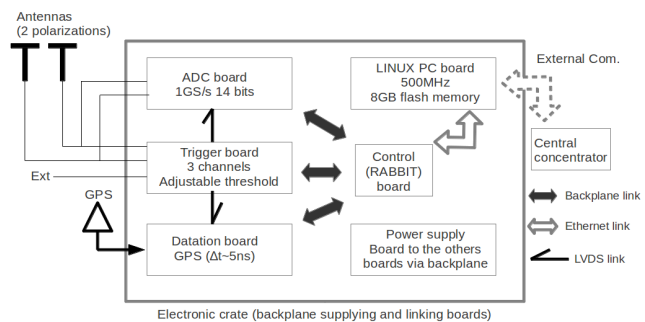 Antennas
(2 polarizations)
ADC board
1GS/s 14 bits
LINUX PC board
500MHz
8GB flash memory
External Com.
Central
concentrator
Trigger board
3 channels
Adjustable threshold
Control
(RABBIT)
board
Ext
GPS
Datation board
GPS (Δt~5ns)
Power supply
Board to the others
boards via backplane
Backplane link
Ethernet link
LVDS link
Electronic crate (backplane supplying and linking boards)